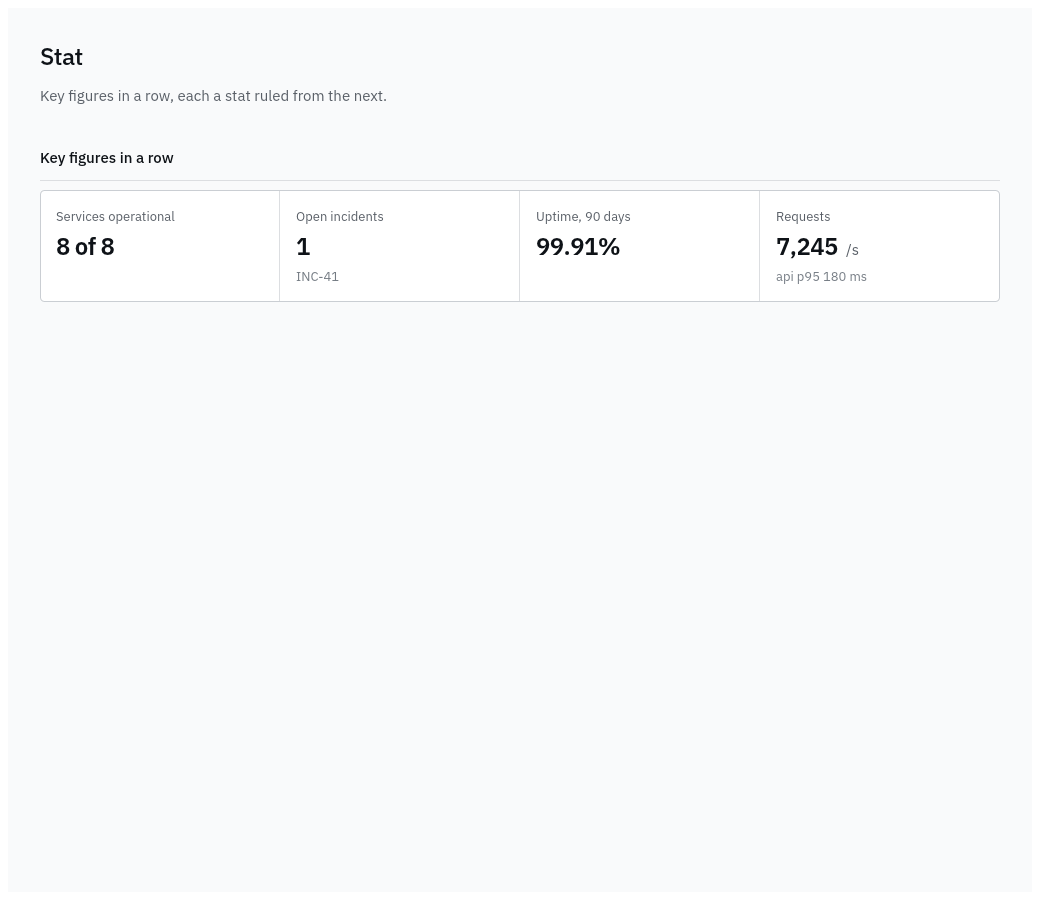 Stat
Key figures in a row, each a stat ruled from the next.
Key figures in a row
Services operational
8 of 8
Open incidents
1
INC-41
Uptime, 90 days
99.91%
Requests
7,245 /s
api p95 180 ms